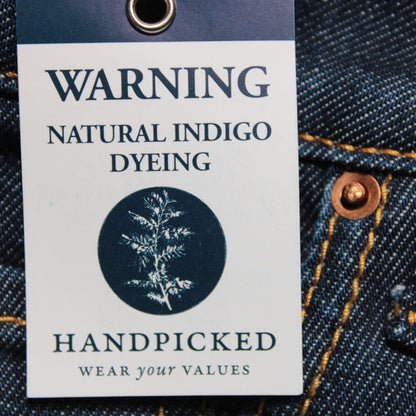 WARNING
NATURAL INDIGO
DYEING
HANDPICKED
WEAR your VALUES